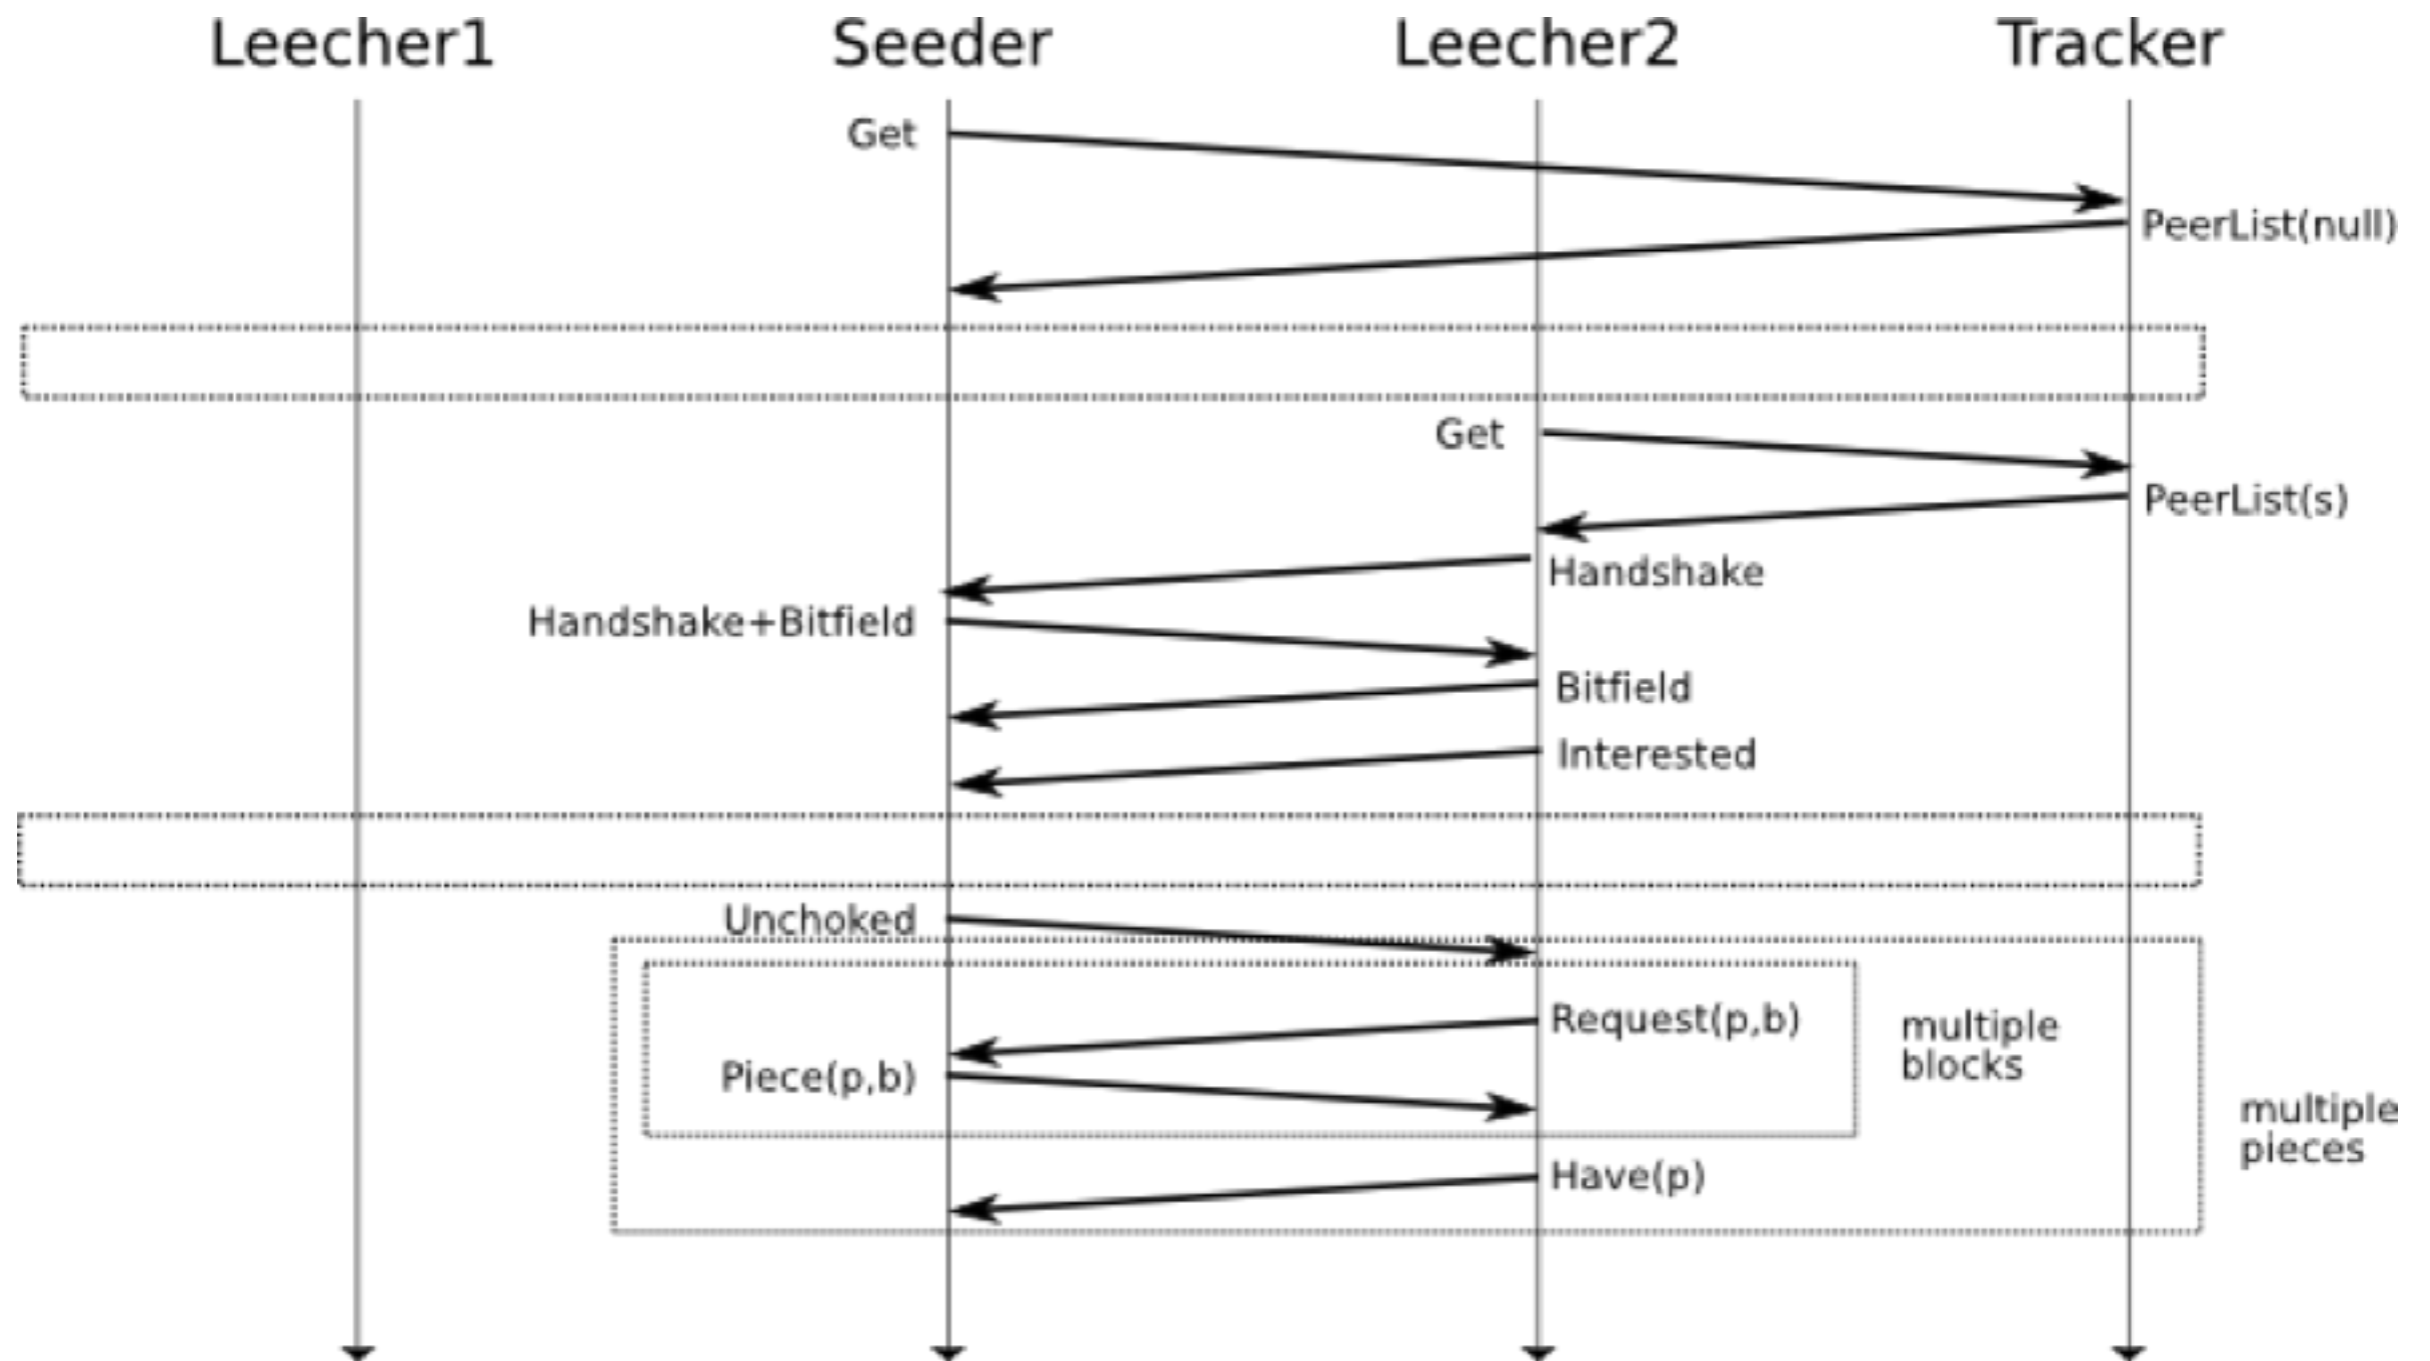 Leecher1 Seeder Leecher2 Tracker
Get
PeerList(null)
Get
PeerList(s)
Handshake
Handshake+Bitfield
Bitfield
Interested
Unchoked
Request(p,b)
multiple
blocks
Piece(p,b)
multiple
pieces
Have(p)